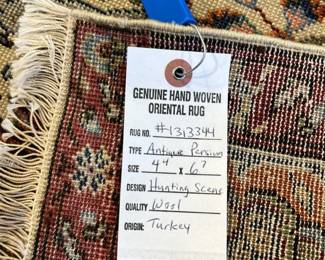 GENUINE HAND WOVEN
ORIENTAL RUG
RUG NO. #1313344
TYPE Antique Persian
SIZE 4'4 x 6'7
DESIGN Hunting Scene
QUALITY Wool
ORIGIN: Turkey